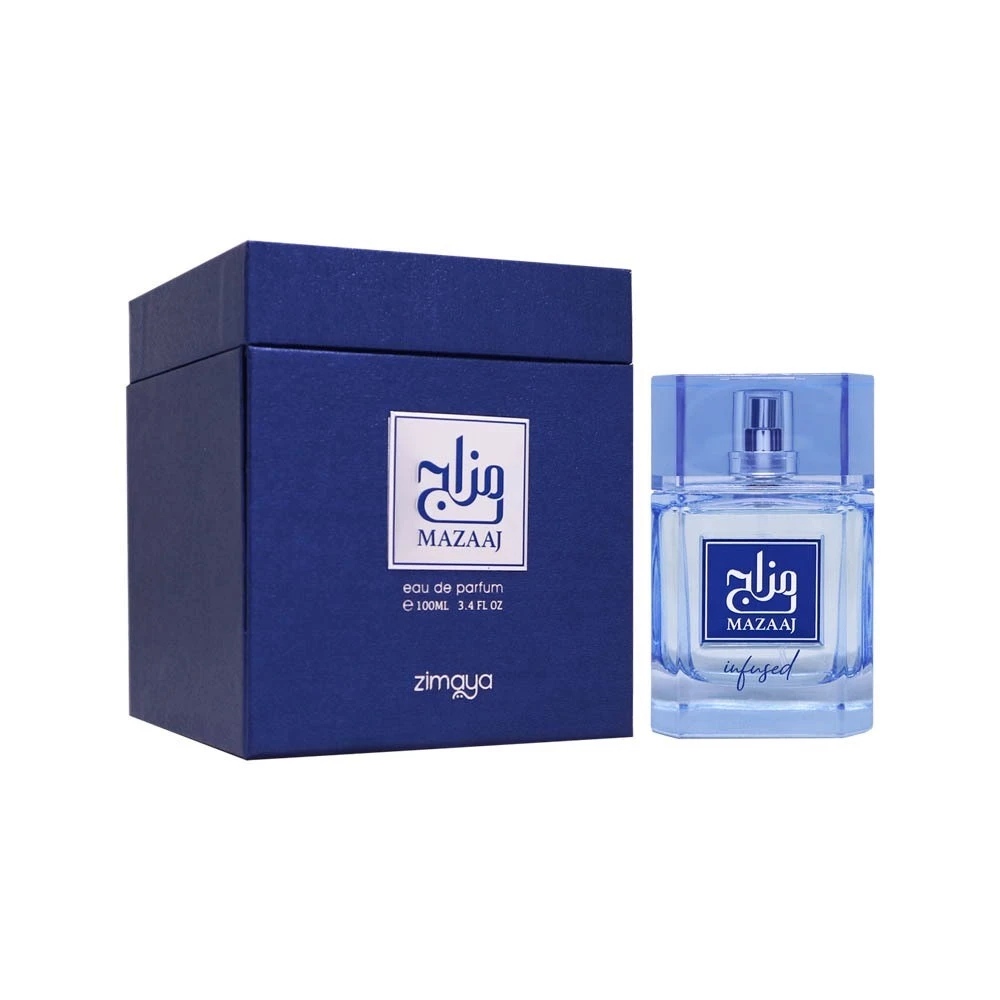 مزاج
MAZAAJ
eau de parfum
℮ 100ML 3.4 FL OZ
zimaya
مزاج
MAZAAJ
infused